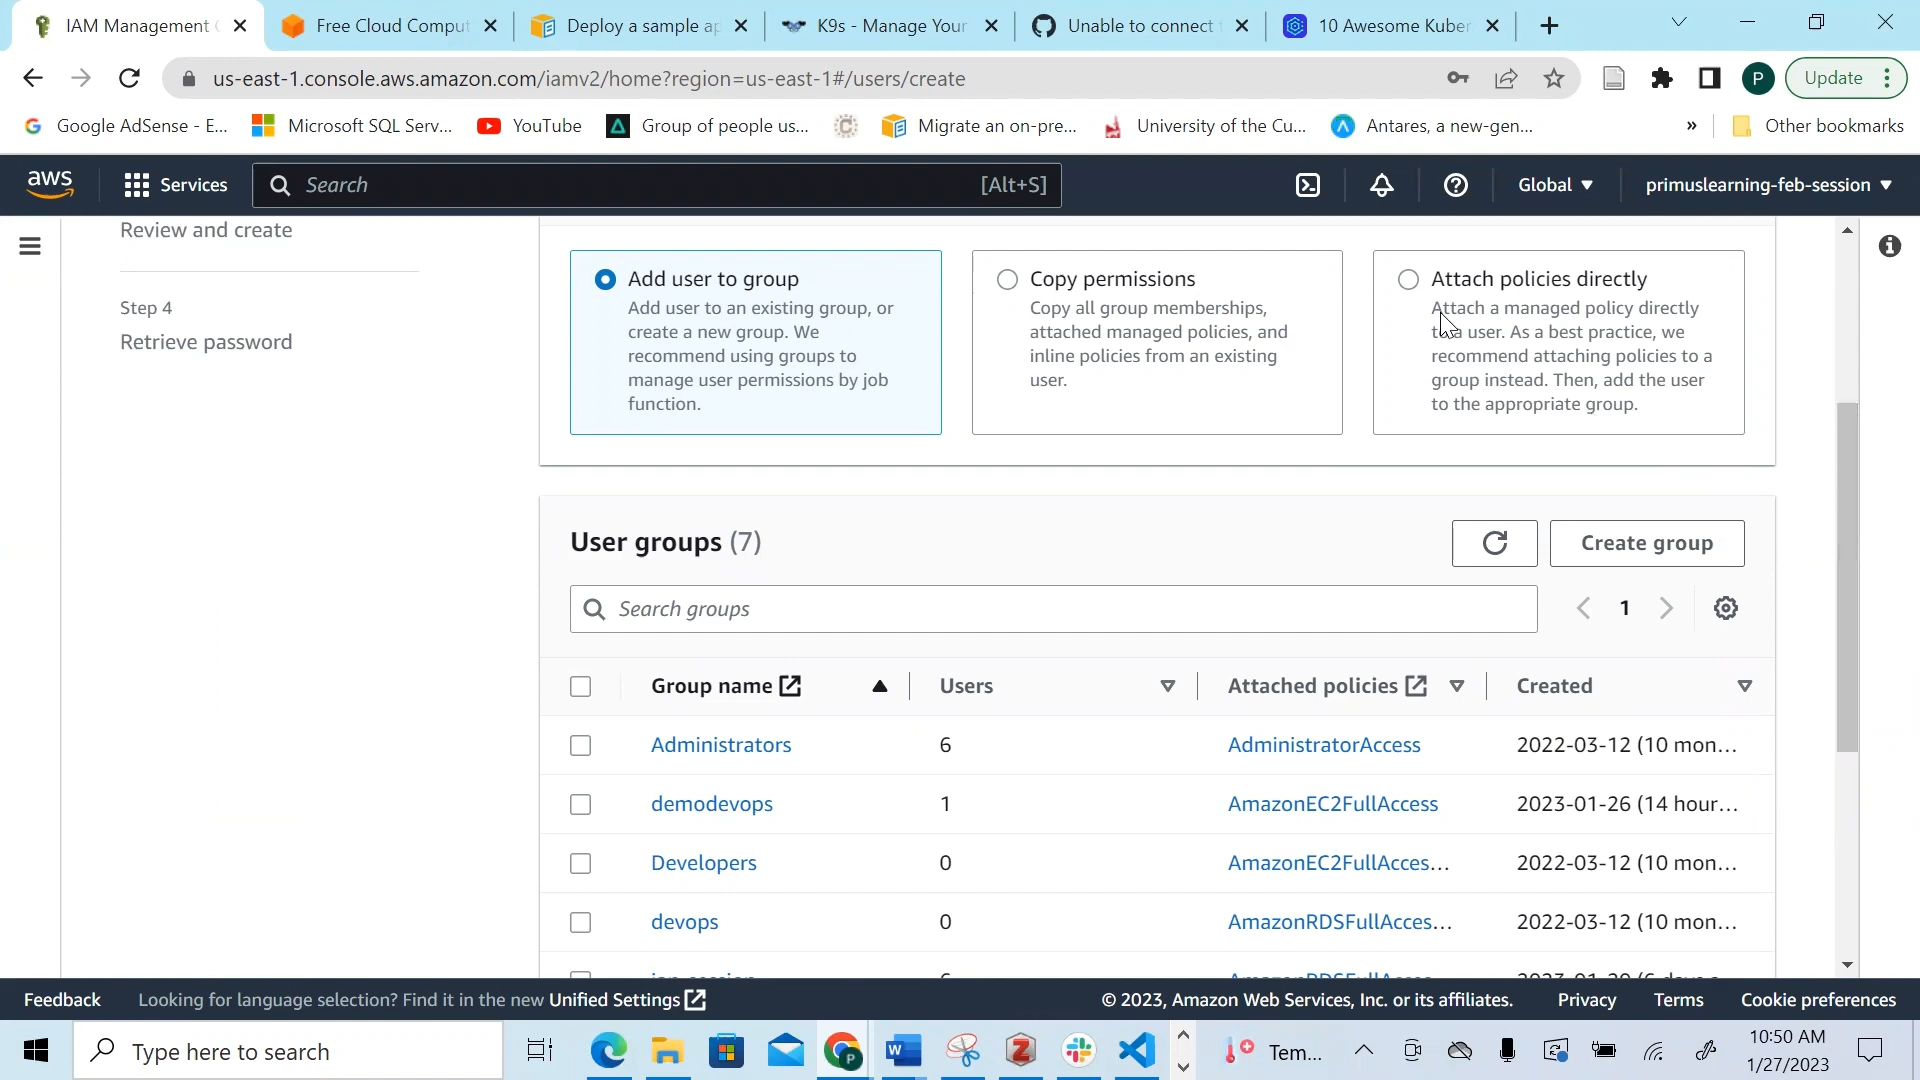 IAM Management C
Free Cloud Comput
Deploy a sample ap
K9s - Manage Your
Unable to connect t
10 Awesome Kuber
us-east-1.console.aws.amazon.com/iamv2/home?region=us-east-1#/users/create
P
Update
Google AdSense - E...
Microsoft SQL Serv...
YouTube
Group of people us...
Migrate an on-pre...
University of the Cu...
Antares, a new-gen...
»
Other bookmarks
aws
Services
Search
[Alt+S]
Global
primuslearning-feb-session
Review and create
Step 4
Retrieve password
Add user to group
Add user to an existing group, or
create a new group. We
recommend using groups to
manage user permissions by job
function.
Copy permissions
Copy all group memberships,
attached managed policies, and
inline policies from an existing
user.
Attach policies directly
Attach a managed policy directly
a user. As a best practice, we
recommend attaching policies to a
group instead. Then, add the user
to the appropriate group.
User groups (7)
Create group
Search groups
1
Group name Users Attached policies Created
Administrators 6 AdministratorAccess 2022-03-12 (10 mon...
demodevops 1 AmazonEC2FullAccess 2023-01-26 (14 hour...
Developers 0 AmazonEC2FullAcces... 2022-03-12 (10 mon...
devops 0 AmazonRDSFullAcces... 2022-03-12 (10 mon...
Feedback
Looking for language selection? Find it in the new Unified Settings
© 2023, Amazon Web Services, Inc. or its affiliates.
Privacy
Terms
Cookie preferences
Type here to search
Tem...
10:50 AM
1/27/2023